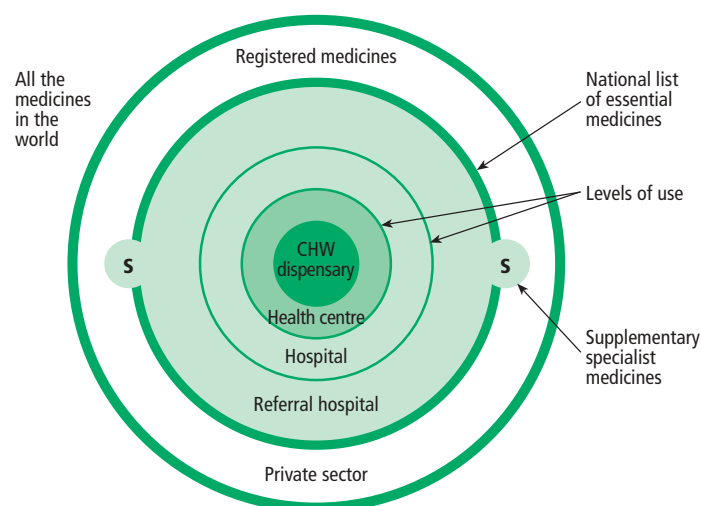 Registered medicines
All the
medicines
in the
world
National list
of essential
medicines
Levels of use
S
CHW
dispensary
S
Health centre
Hospital
Supplementary
specialist
medicines
Referral hospital
Private sector